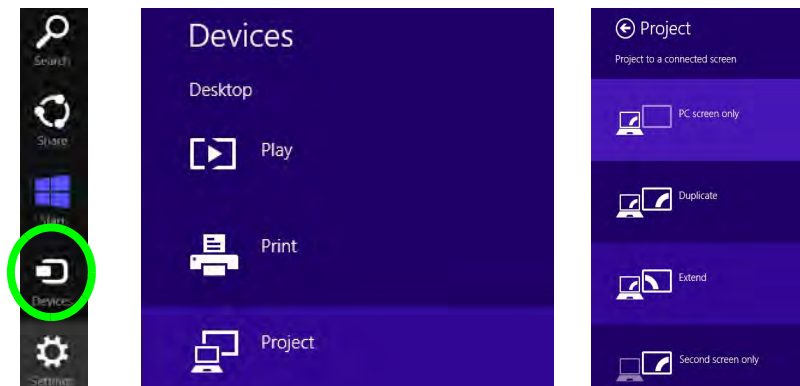 Search
Share
Start
Devices
Settings
Devices
Desktop
Play
Print
Project
Project
Project to a connected screen
PC screen only
Duplicate
Extend
Second screen only